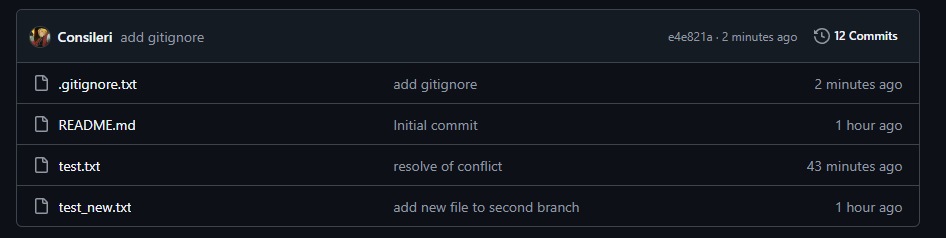 Consileri add gitignore e4e821a · 2 minutes ago 12 Commits
.gitignore.txt add gitignore 2 minutes ago
README.md Initial commit 1 hour ago
test.txt resolve of conflict 43 minutes ago
test_new.txt add new file to second branch 1 hour ago